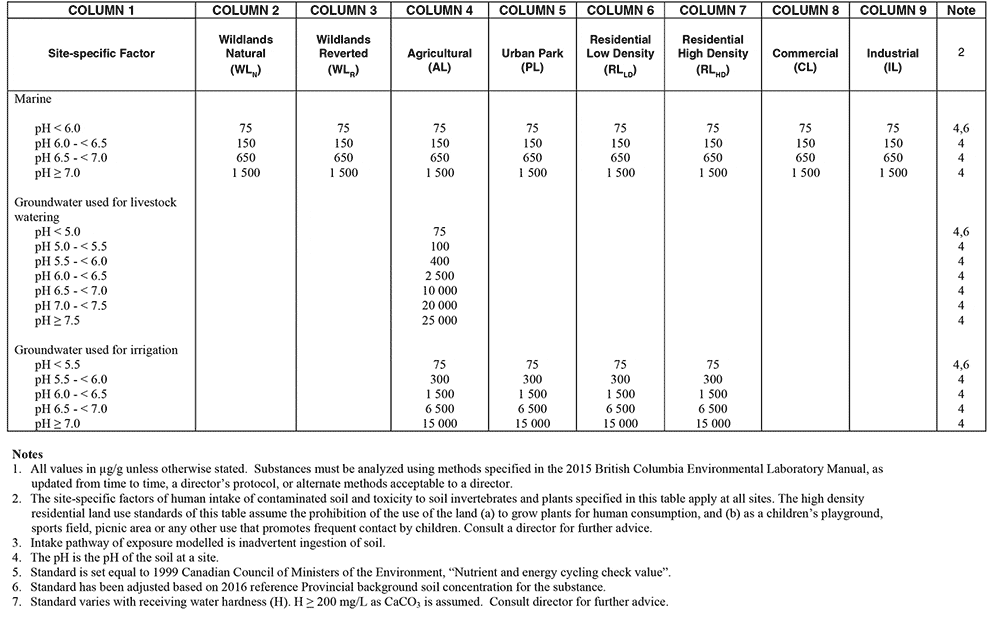 COLUMN 1 COLUMN 2 COLUMN 3 COLUMN 4 COLUMN 5 COLUMN 6 COLUMN 7 COLUMN 8 COLUMN 9 Note
Site-specific Factor Wildlands Natural (WLN) Wildlands Reverted (WLR) Agricultural (AL) Urban Park (PL) Residential Low Density (RLLD) Residential High Density (RLHD) Commercial (CL) Industrial (IL) 2
Marine
pH < 6.0 75 75 75 75 75 75 75 75 4,6
pH 6.0 - < 6.5 150 150 150 150 150 150 150 150 4
pH 6.5 - < 7.0 650 650 650 650 650 650 650 650 4
pH ≥ 7.0 1 500 1 500 1 500 1 500 1 500 1 500 1 500 1 500 4
Groundwater used for livestock
watering
pH < 5.0 75 4,6
pH 5.0 - < 5.5 100 4
pH 5.5 - < 6.0 400 4
pH 6.0 - < 6.5 2 500 4
pH 6.5 - < 7.0 10 000 4
pH 7.0 - < 7.5 20 000 4
pH ≥ 7.5 25 000 4
Groundwater used for irrigation
pH < 5.5 75 75 75 75 4,6
pH 5.5 - < 6.0 300 300 300 300 4
pH 6.0 - < 6.5 1 500 1 500 1 500 1 500 4
pH 6.5 - < 7.0 6 500 6 500 6 500 6 500 4
pH ≥ 7.0 15 000 15 000 15 000 15 000 4
Notes
1. All values in µg/g unless otherwise stated. Substances must be analyzed using methods specified in the 2015 British Columbia Environmental Laboratory Manual, as
updated from time to time, a director's protocol, or alternate methods acceptable to a director.
2. The site-specific factors of human intake of contaminated soil and toxicity to soil invertebrates and plants specified in this table apply at all sites. The high density
residential land use standards of this table assume the prohibition of the use of the land (a) to grow plants for human consumption, and (b) as a children's playground,
sports field, picnic area or any other use that promotes frequent contact by children. Consult a director for further advice.
3. Intake pathway of exposure modelled is inadvertent ingestion of soil.
4. The pH is the pH of the soil at a site.
5. Standard is set equal to 1999 Canadian Council of Ministers of the Environment, "Nutrient and energy cycling check value".
6. Standard has been adjusted based on 2016 reference Provincial background soil concentration for the substance.
7. Standard varies with receiving water hardness (H). H ≥ 200 mg/L as CaCO3 is assumed. Consult director for further advice.